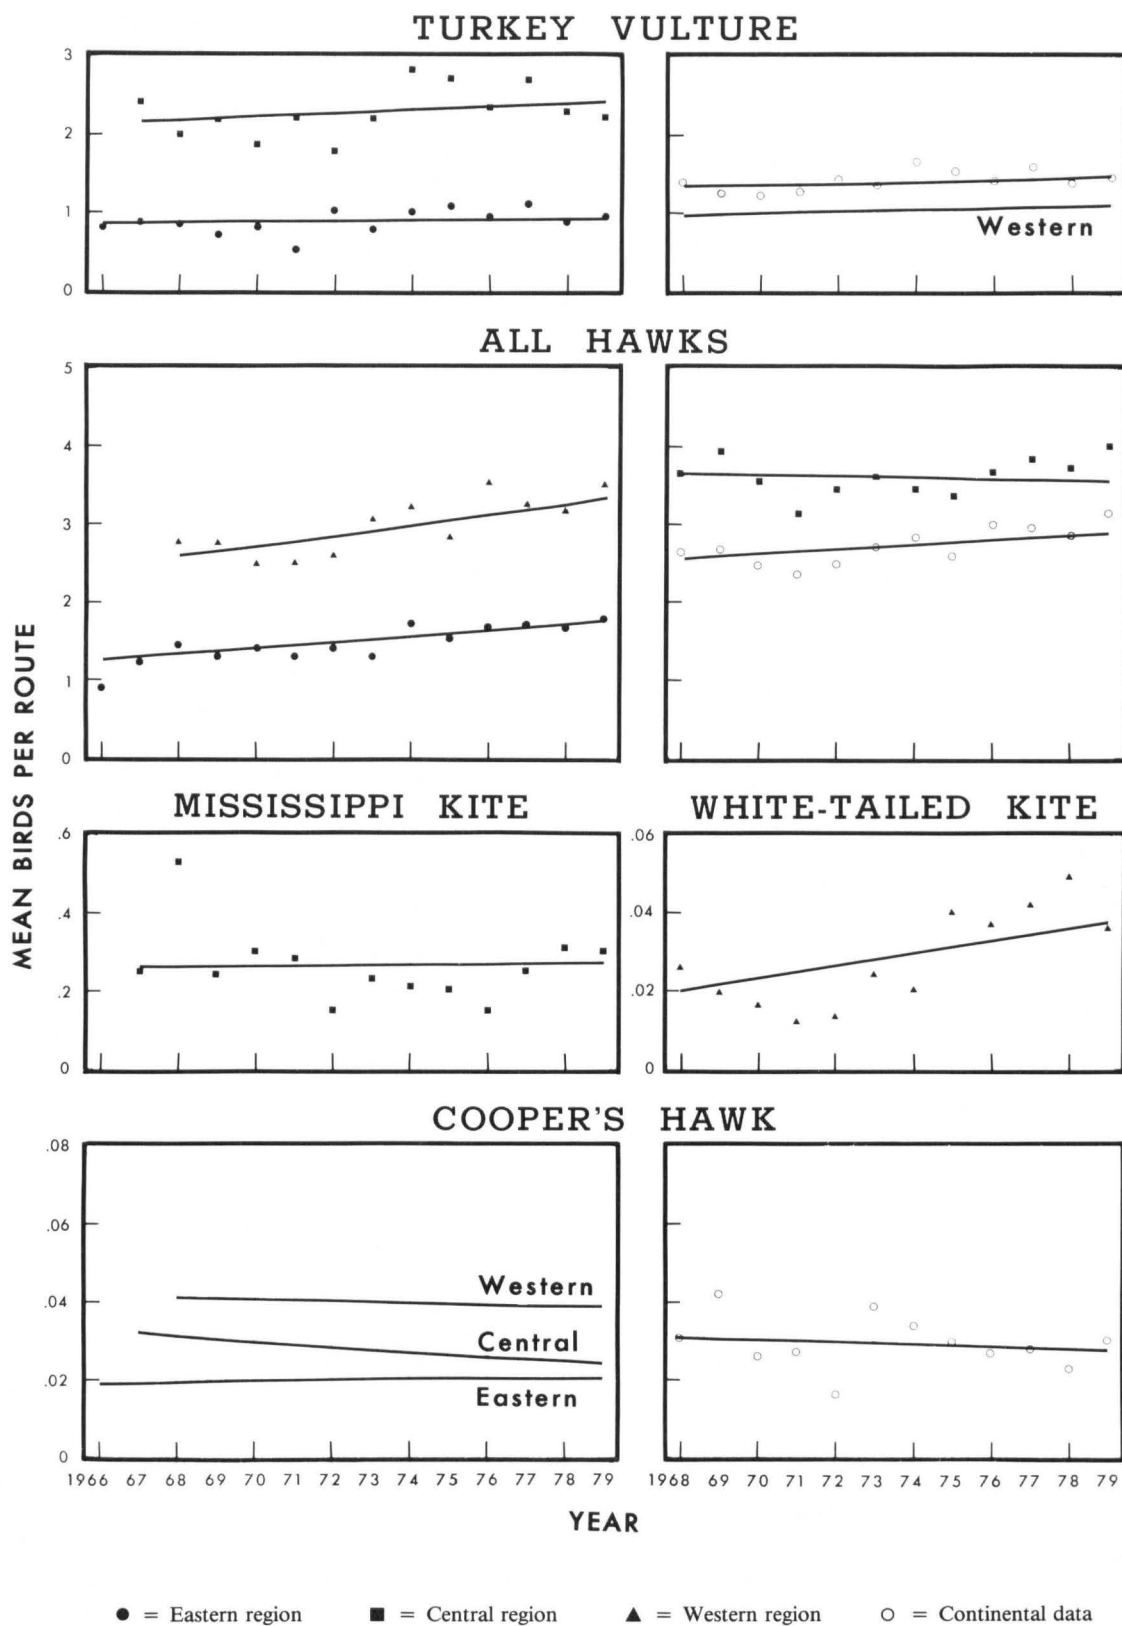 TURKEY VULTURE
3
2
1
0
Western
ALL HAWKS
5
4
3
2
1
0
MEAN BIRDS PER ROUTE
MISSISSIPPI KITE
WHITE-TAILED KITE
.6
.4
.2
0
.06
.04
.02
0
COOPER'S HAWK
.08
.06
.04
.02
0
Western
Central
Eastern
1966 67 68 69 70 71 72 73 74 75 76 77 78 79
1968 69 70 71 72 73 74 75 76 77 78 79
YEAR
● = Eastern region ■ = Central region ▲ = Western region ○ = Continental data